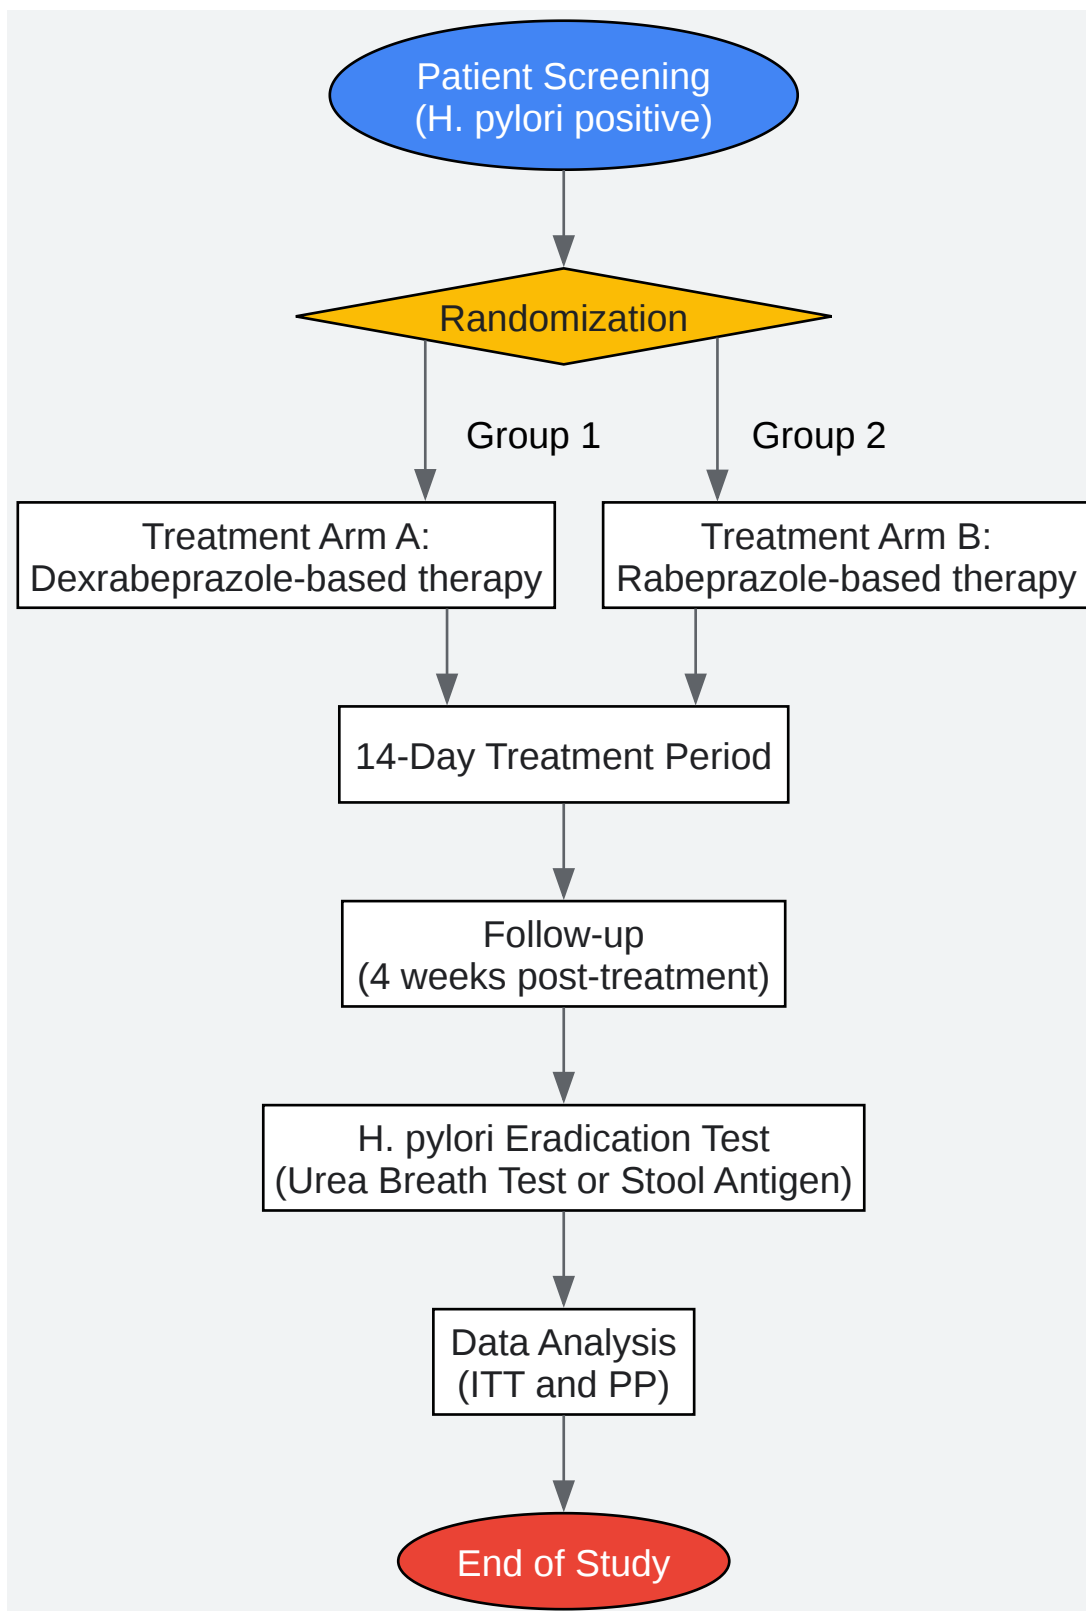 Patient Screening
(H. pylori positive)
Randomization
Group 1
Group 2
Treatment Arm A:
Dexrabeprazole-based therapy
Treatment Arm B:
Rabeprazole-based therapy
14-Day Treatment Period
Follow-up
(4 weeks post-treatment)
H. pylori Eradication Test
(Urea Breath Test or Stool Antigen)
Data Analysis
(ITT and PP)
End of Study